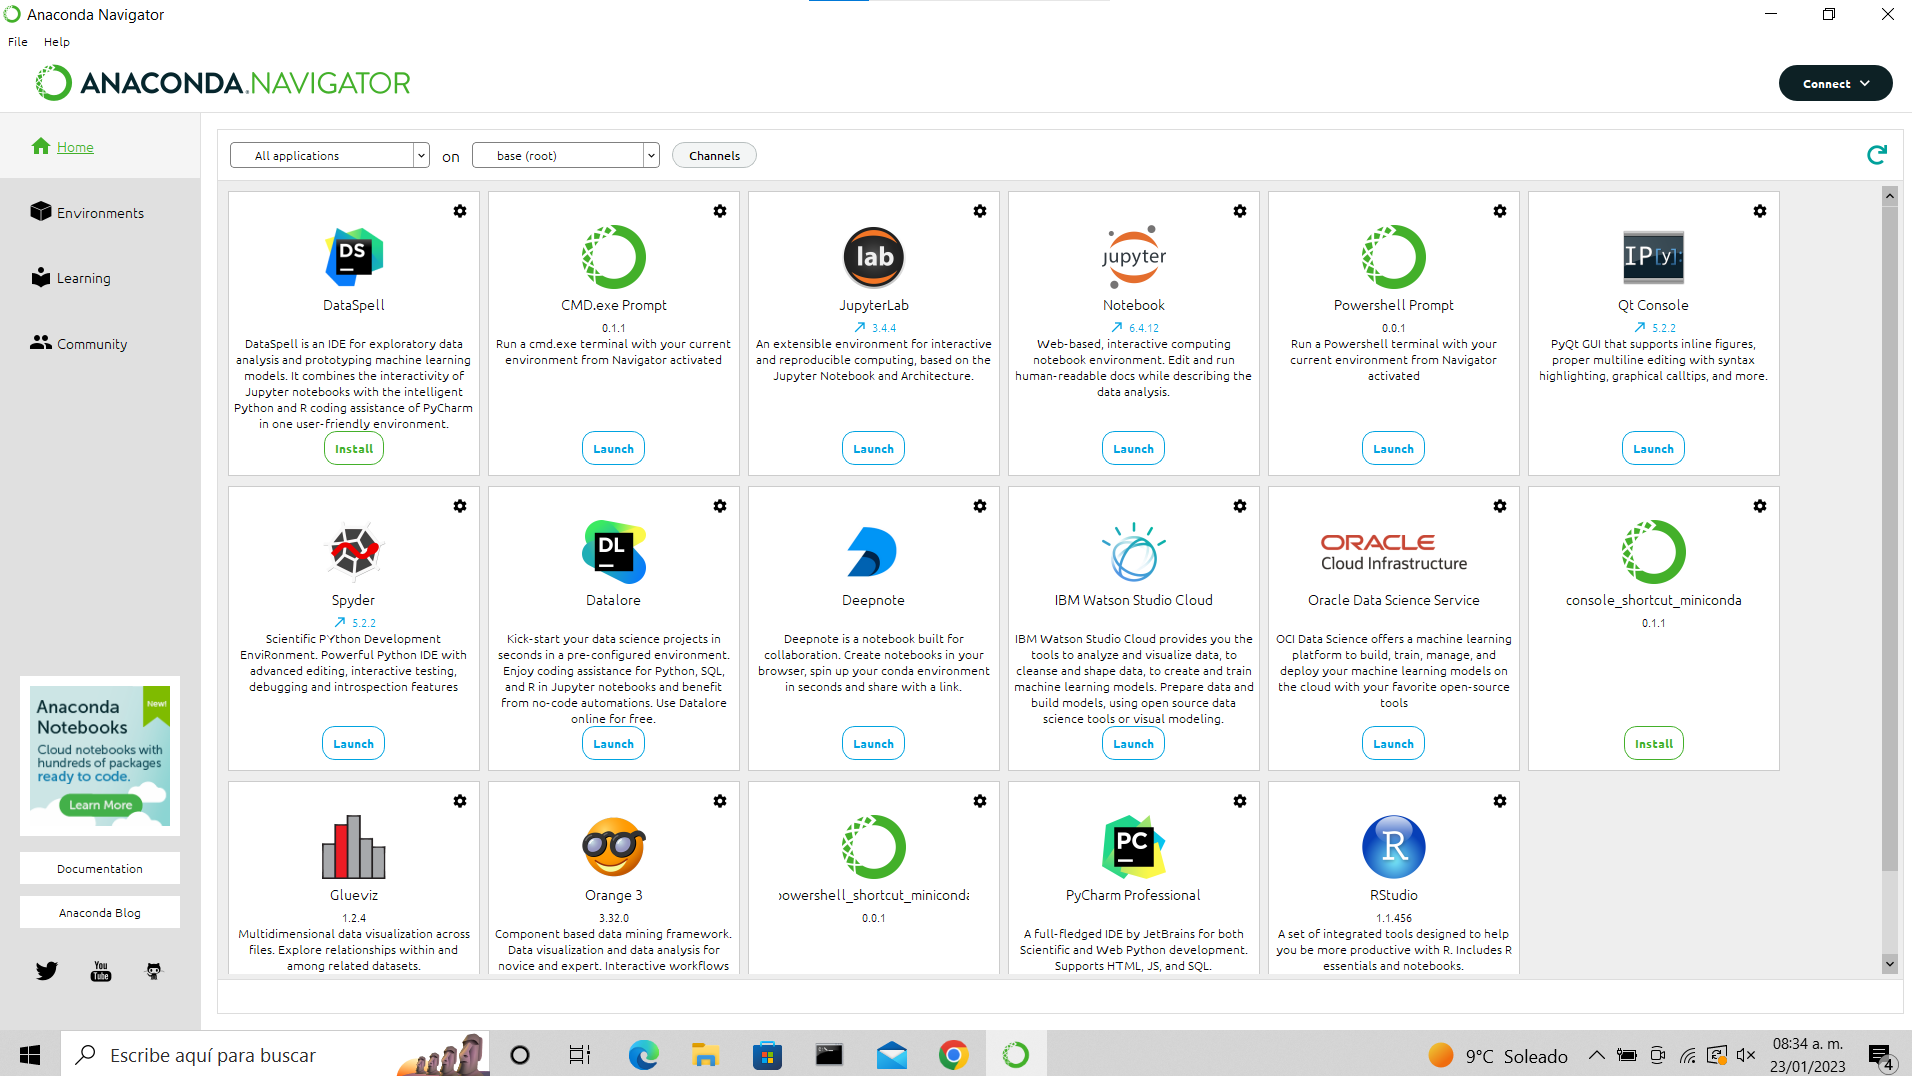 Anaconda Navigator
File Help
ANACONDA.NAVIGATOR
Connect
Home
Environments
Learning
Community
All applications on base (root) Channels
DS
DataSpell
DataSpell is an IDE for exploratory data
analysis and prototyping machine learning
models. It combines the interactivity of
Jupyter notebooks with the intelligent
Python and R coding assistance of PyCharm
in one user-friendly environment.
Install
CMD.exe Prompt
0.1.1
Run a cmd.exe terminal with your current
environment from Navigator activated
Launch
lab
JupyterLab
3.4.4
An extensible environment for interactive
and reproducible computing, based on the
Jupyter Notebook and Architecture.
Launch
jupyter
Notebook
6.4.12
Web-based, interactive computing
notebook environment. Edit and run
human-readable docs while describing the
data analysis.
Launch
Powershell Prompt
0.0.1
Run a Powershell terminal with your
current environment from Navigator
activated
Launch
IP[y]:
Qt Console
5.2.2
PyQt GUI that supports inline figures,
proper multiline editing with syntax
highlighting, graphical calltips, and more.
Launch
Spyder
5.2.2
Scientific PYthon Development
EnviRonment. Powerful Python IDE with
advanced editing, interactive testing,
debugging and introspection features
Launch
DL
Datalore
Kick-start your data science projects in
seconds in a pre-configured environment.
Enjoy coding assistance for Python, SQL,
and R in Jupyter notebooks and benefit
from no-code automations. Use Datalore
online for free.
Launch
Deepnote
Deepnote is a notebook built for
collaboration. Create notebooks in your
browser, spin up your conda environment
in seconds and share with a link.
Launch
IBM Watson Studio Cloud
IBM Watson Studio Cloud provides you the
tools to analyze and visualize data, to
cleanse and shape data, to create and train
machine learning models. Prepare data and
build models, using open source data
science tools or visual modeling.
Launch
ORACLE
Cloud Infrastructure
Oracle Data Science Service
OCI Data Science offers a machine learning
platform to build, train, manage, and
deploy your machine learning models on
the cloud with your favorite open-source
tools
Launch
console_shortcut_miniconda
0.1.1
Install
Glueviz
1.2.4
Multidimensional data visualization across
files. Explore relationships within and
among related datasets.
Orange 3
3.32.0
Component based data mining framework.
Data visualization and data analysis for
novice and expert. Interactive workflows
powershell_shortcut_miniconda
0.0.1
PC
PyCharm Professional
A full-fledged IDE by JetBrains for both
Scientific and Web Python development.
Supports HTML, JS, and SQL.
R
RStudio
1.1.456
A set of integrated tools designed to help
you be more productive with R. Includes R
essentials and notebooks.
New!
Anaconda
Notebooks
Cloud notebooks with
hundreds of packages
ready to code.
Learn More
Documentation
Anaconda Blog
You
Tube
Escribe aquí para buscar
9°C Soleado
08:34 a. m.
23/01/2023
4